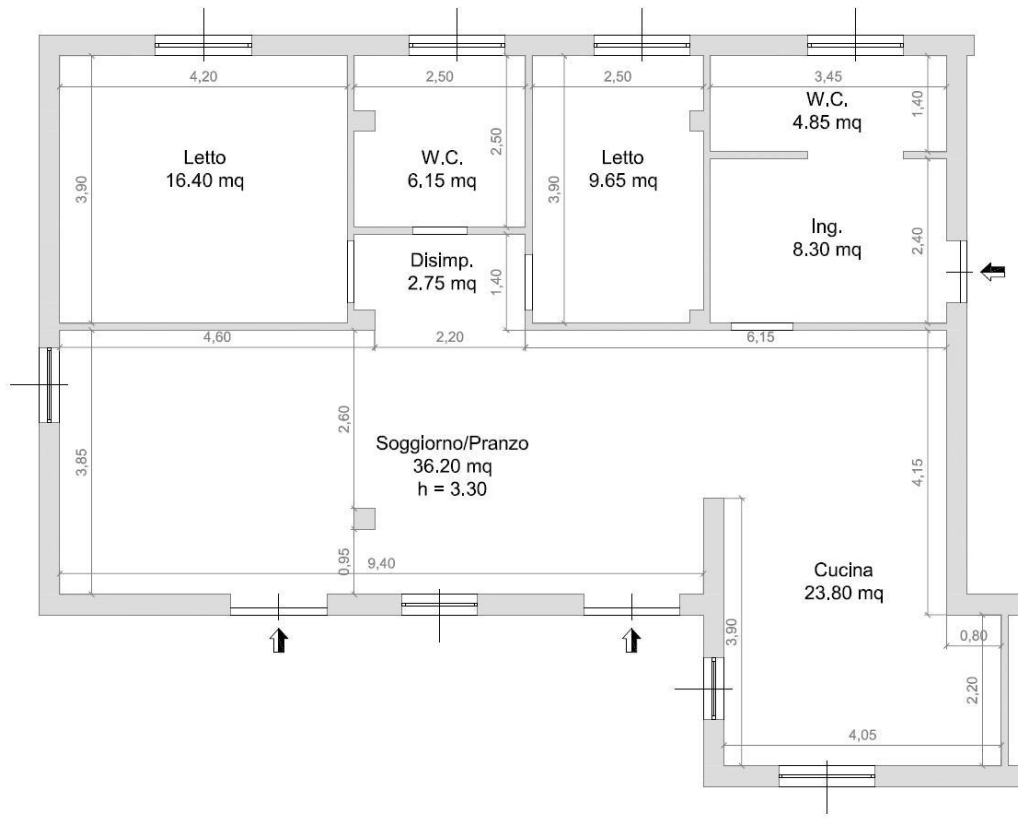 4,20
2,50
2,50
3,45
W.C.
4.85 mq
1,40
Letto
16.40 mq
W.C.
6.15 mq
2,50
Letto
9.65 mq
3,90
3,90
Ing.
8.30 mq
2,40
Disimp.
2.75 mq
1,40
4,60
2,20
6,15
2,60
3,85
Soggiorno/Pranzo
36.20 mq
h = 3.30
4,15
0,95
9,40
Cucina
23.80 mq
3,90
0,80
2,20
4,05